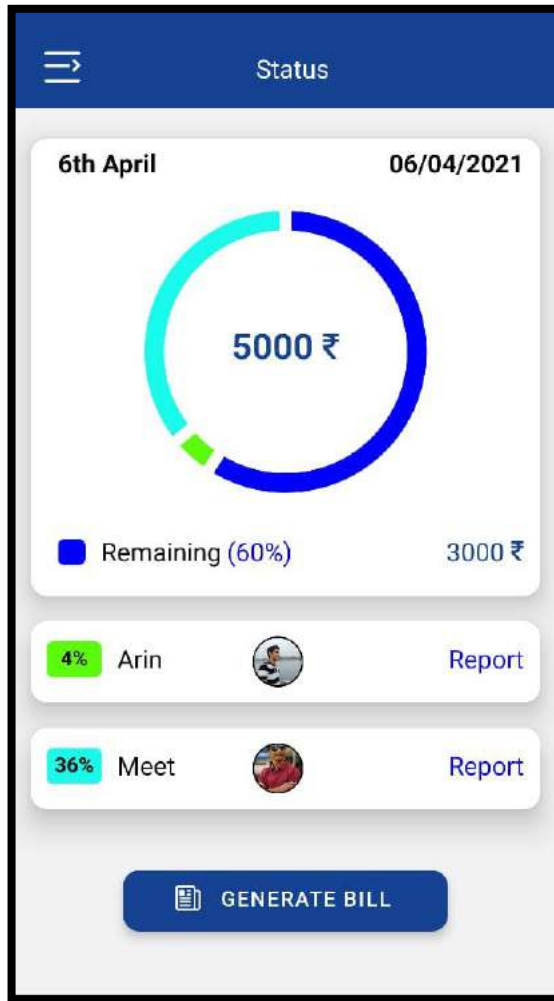 Status
6th April 06/04/2021
5000 ₹
Remaining (60%) 3000 ₹
4% Arin Report
36% Meet Report
GENERATE BILL